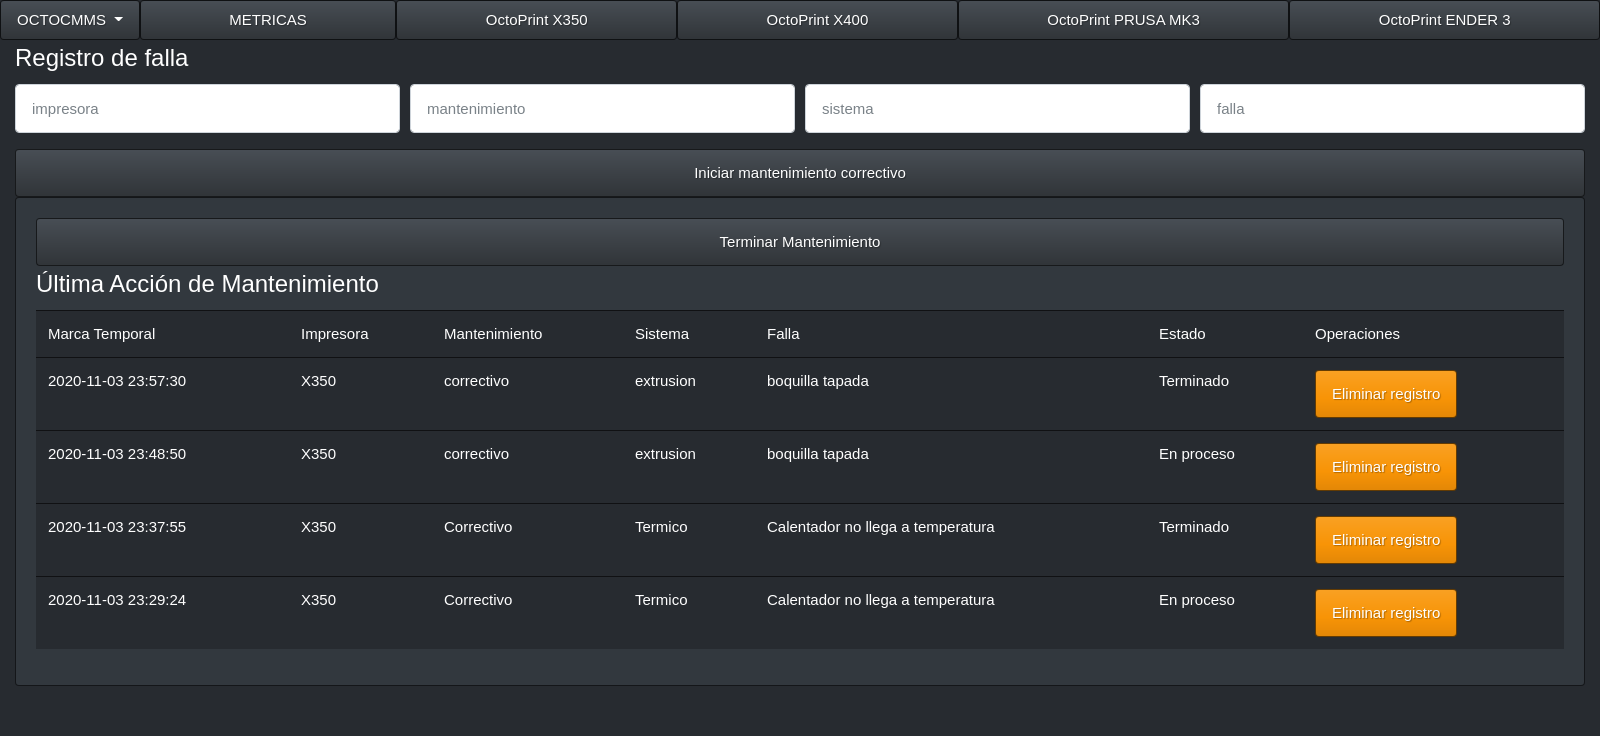 OCTOCMMS METRICAS OctoPrint X350 OctoPrint X400 OctoPrint PRUSA MK3 OctoPrint ENDER 3
Registro de falla
impresora mantenimiento sistema falla
Iniciar mantenimiento correctivo
Terminar Mantenimiento
Última Acción de Mantenimiento
Marca Temporal Impresora Mantenimiento Sistema Falla Estado Operaciones
2020-11-03 23:57:30 X350 correctivo extrusion boquilla tapada Terminado Eliminar registro
2020-11-03 23:48:50 X350 correctivo extrusion boquilla tapada En proceso Eliminar registro
2020-11-03 23:37:55 X350 Correctivo Termico Calentador no llega a temperatura Terminado Eliminar registro
2020-11-03 23:29:24 X350 Correctivo Termico Calentador no llega a temperatura En proceso Eliminar registro